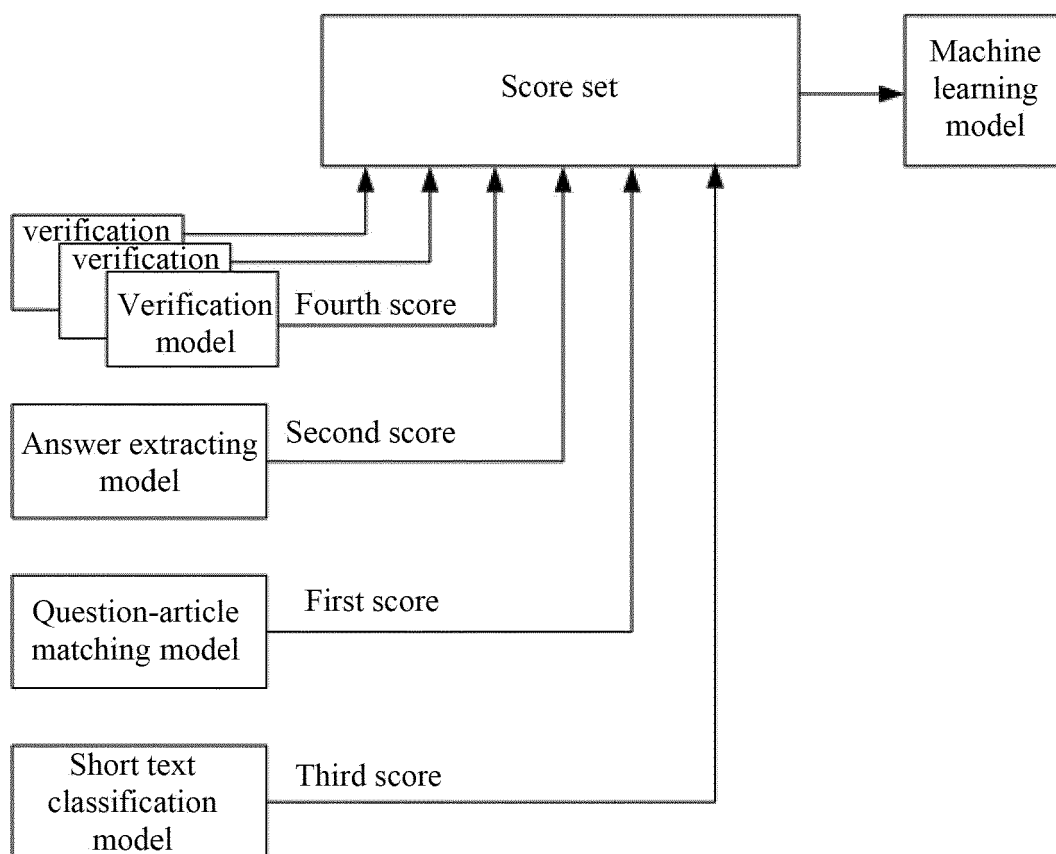 Score set
Machine
learning
model
verification
verification
Verification
model
Fourth score
Answer extracting
model
Second score
Question-article
matching model
First score
Short text
classification
model
Third score